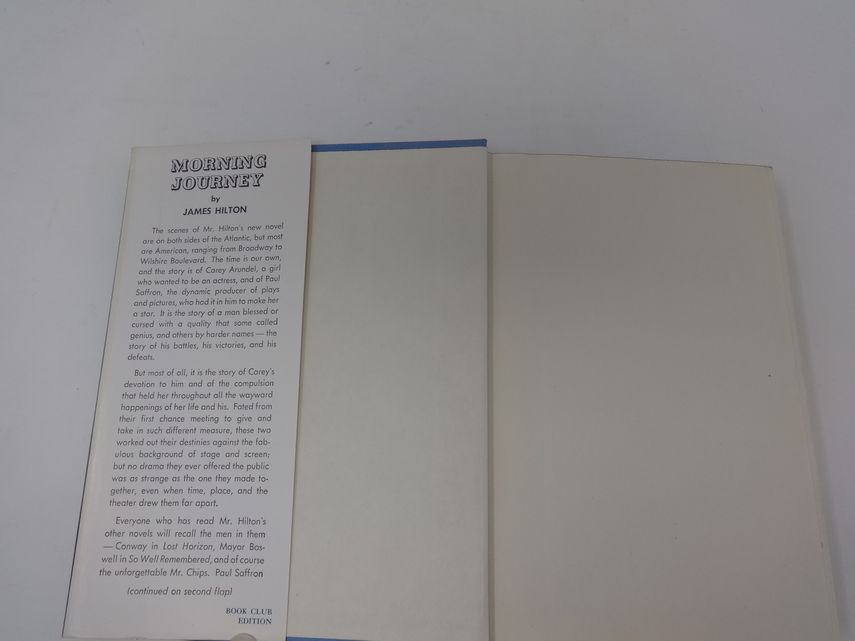 MORNING
JOURNEY
by
JAMES HILTON
The scenes of Mr. Hilton's new novel
are on both sides of the Atlantic, but most
are American, ranging from Broadway to
Wilshire Boulevard. The time is our own,
and the story is of Carey Arundel, a girl
who wanted to be an actress, and of Paul
Saffron, the dynamic producer of plays
and pictures, who had it in him to make her
a star. It is the story of a man blessed or
cursed with a quality that some called
genius, and others by harder names — the
story of his battles, his victories, and his
defeats.
But most of all, it is the story of Carey's
devotion to him and of the compulsion
that held her throughout all the wayward
happenings of her life and his. Fated from
their first chance meeting to give and
take in such different measure, these two
worked out their destinies against the fab-
ulous background of stage and screen;
but no drama they ever offered the public
was as strange as the one they made to-
gether, even when time, place, and the
theater drew them far apart.
Everyone who has read Mr. Hilton's
other novels will recall the men in them
— Conway in Lost Horizon, Mayor Bos-
well in So Well Remembered, and of course
the unforgettable Mr. Chips. Paul Saffron
(continued on second flap)
BOOK CLUB
EDITION